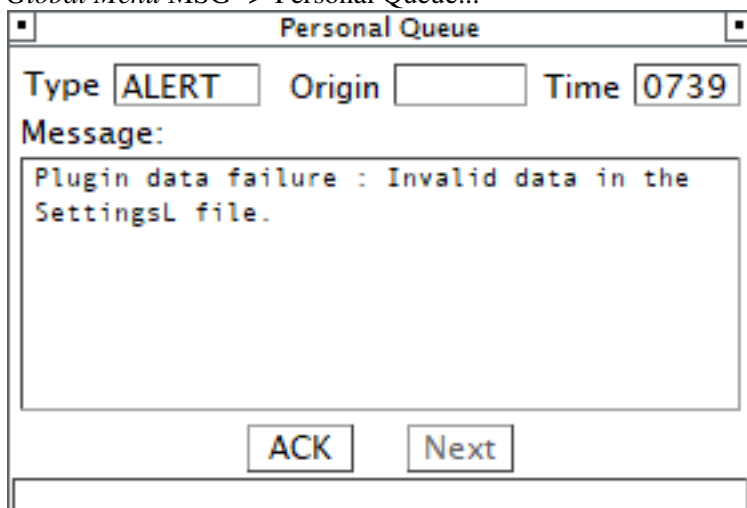 Global Menu MSG -> Personal Queue...
Personal Queue
Type ALERT Origin Time 0739
Message:
Plugin data failure : Invalid data in the
SettingsL file.
ACK Next